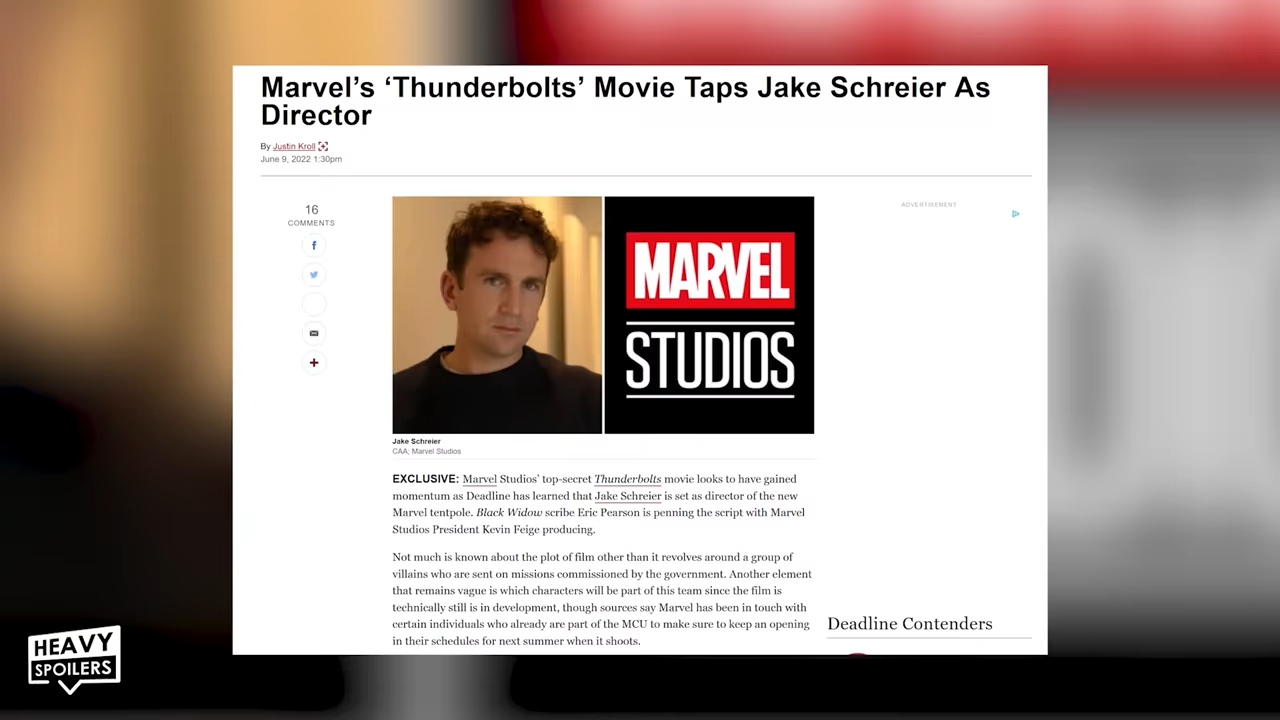 Marvel's 'Thunderbolts' Movie Taps Jake Schreier As
Director
By Justin Kroll
June 9, 2022 1:30pm
16
COMMENTS
ADVERTISEMENT
MARVEL
STUDIOS
Jake Schreier
CAA; Marvel Studios
EXCLUSIVE: Marvel Studios' top-secret Thunderbolts movie looks to have gained
momentum as Deadline has learned that Jake Schreier is set as director of the new
Marvel tentpole. Black Widow scribe Eric Pearson is penning the script with Marvel
Studios President Kevin Feige producing.
Not much is known about the plot of film other than it revolves around a group of
villains who are sent on missions commissioned by the government. Another element
that remains vague is which characters will be part of this team since the film is
technically still is in development, though sources say Marvel has been in touch with
certain individuals who already are part of the MCU to make sure to keep an opening
in their schedules for next summer when it shoots.
Deadline Contenders
HEAVY
SPOILERS